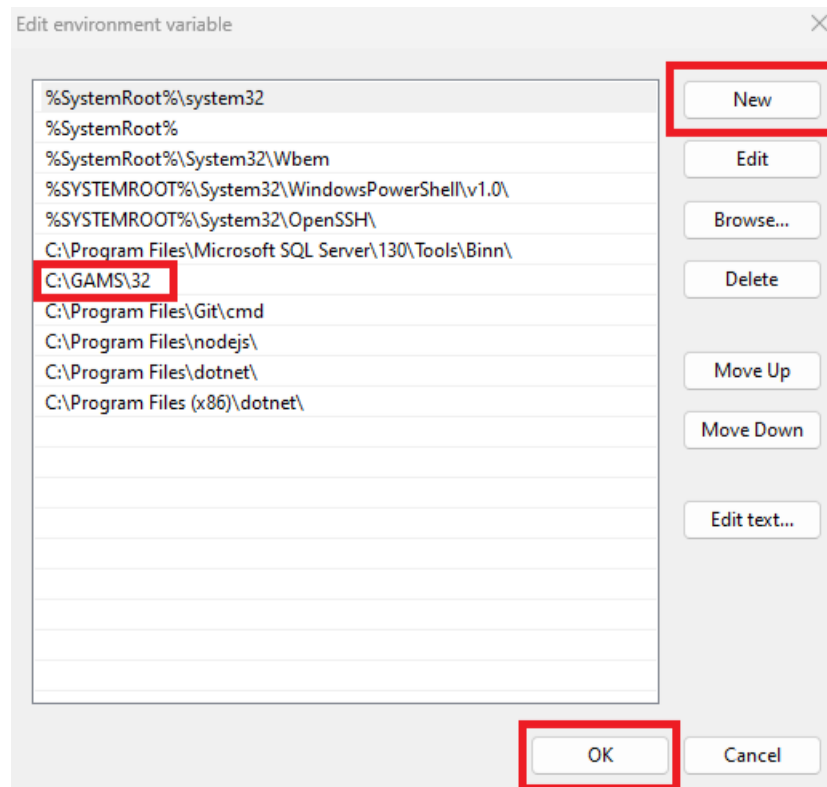 Edit environment variable
%SystemRoot%\system32
%SystemRoot%
%SystemRoot%\System32\Wbem
%SYSTEMROOT%\System32\WindowsPowerShell\v1.0\
%SYSTEMROOT%\System32\OpenSSH\
C:\Program Files\Microsoft SQL Server\130\Tools\Binn\
C:\GAMS\32
C:\Program Files\Git\cmd
C:\Program Files\nodejs\
C:\Program Files\dotnet\
C:\Program Files (x86)\dotnet\
New
Edit
Browse...
Delete
Move Up
Move Down
Edit text...
OK
Cancel